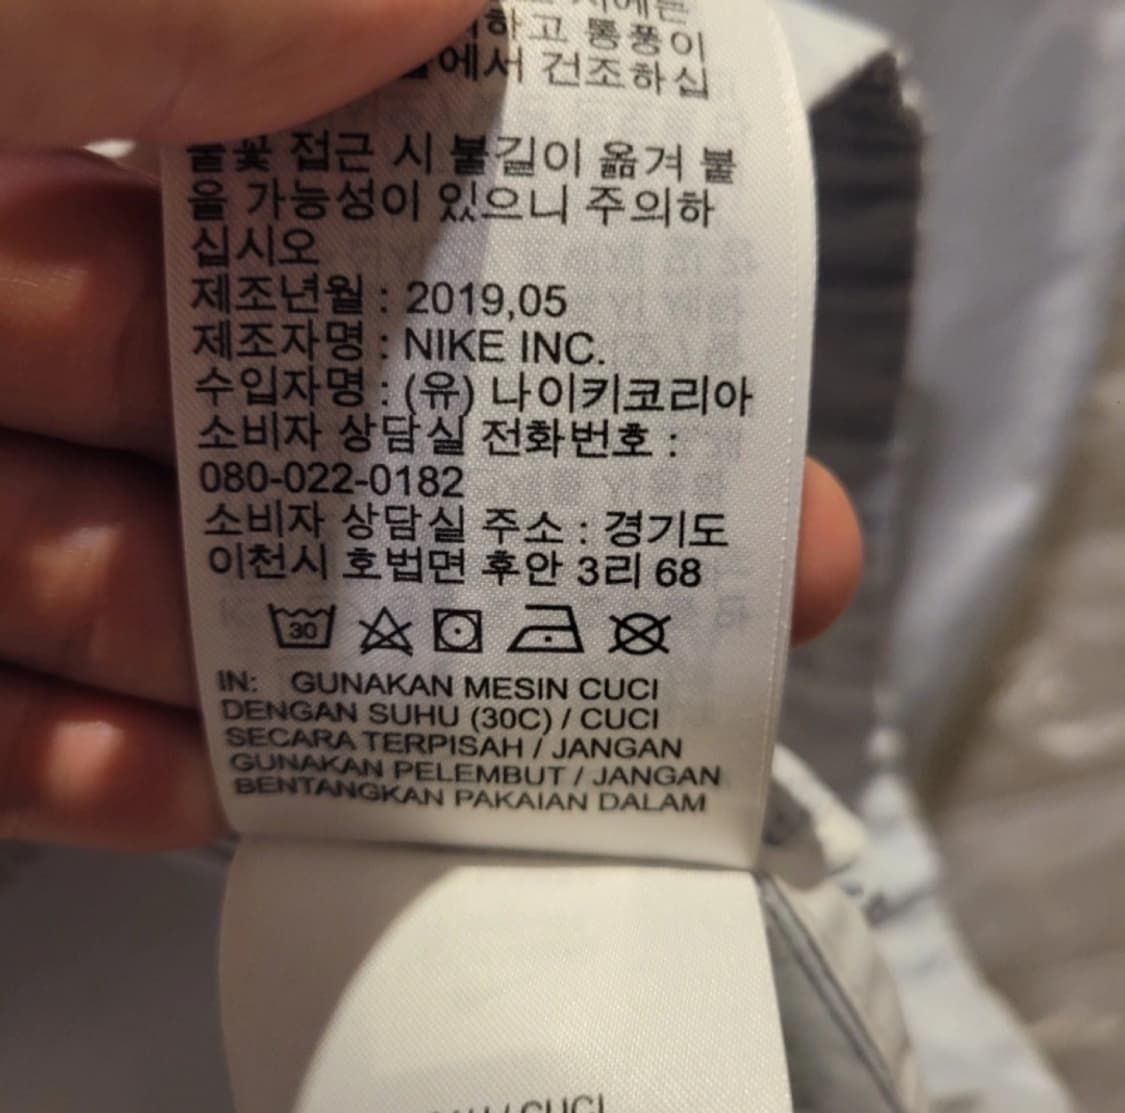 하고 통풍이
에서 건조하십
불꽃 접근 시 불길이 옮겨 붙
을 가능성이 있으니 주의하
십시오
제조년월 : 2019,05
제조자명 : NIKE INC.
수입자명 : (유) 나이키코리아
소비자 상담실 전화번호 :
080-022-0182
소비자 상담실 주소 : 경기도
이천시 호법면 후안 3리 68
30
IN: GUNAKAN MESIN CUCI
DENGAN SUHU (30C) / CUCI
SECARA TERPISAH / JANGAN
GUNAKAN PELEMBUT / JANGAN
BENTANGKAN PAKAIAN DALAM
/ CUCI